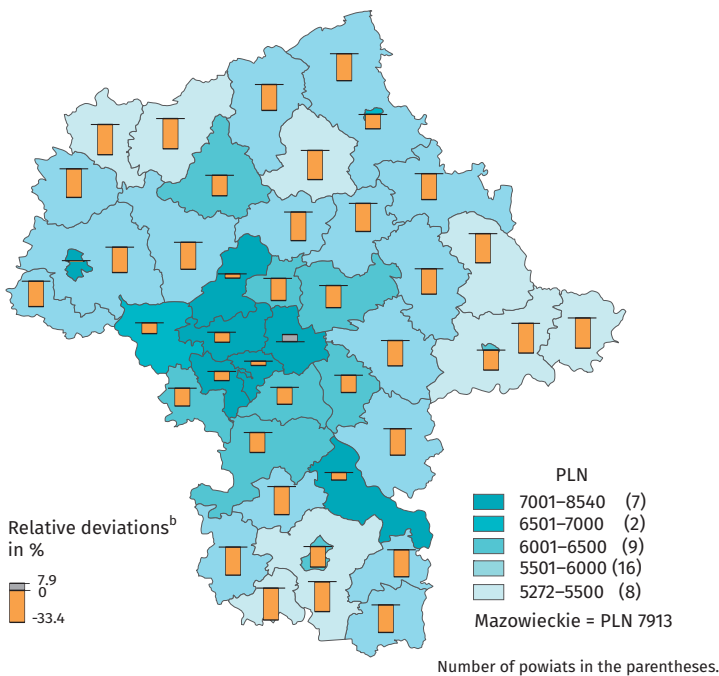 PLN
7001–8540 (7)
6501–7000 (2)
6001–6500 (9)
5501–6000 (16)
5272–5500 (8)
Mazowieckie = PLN 7913
Relative deviationsᵇ
in %
7.9
0
-33.4
Number of powiats in the parentheses.